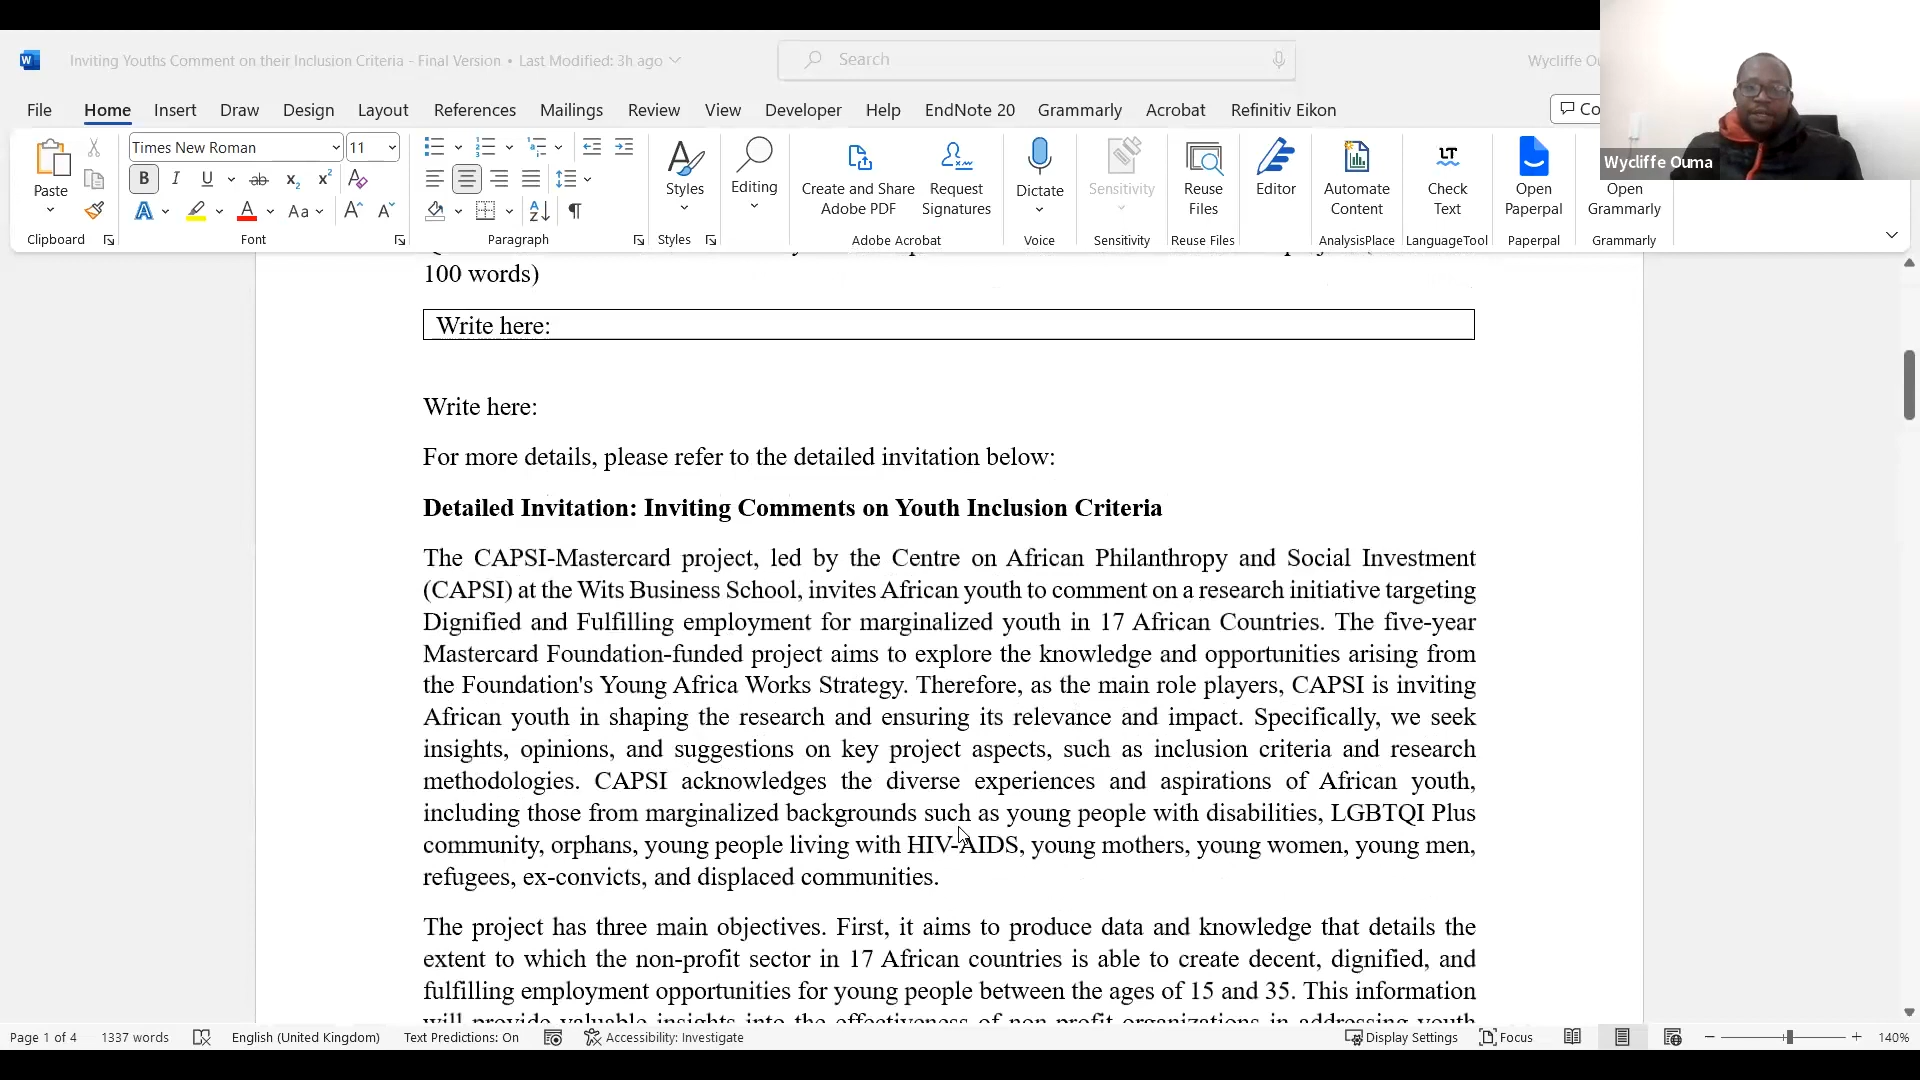 Inviting Youths Comment on their Inclusion Criteria - Final Version • Last Modified: 3h ago
Search
Wycliffe
File Home Insert Draw Design Layout References Mailings Review View Developer Help EndNote 20 Grammarly Acrobat Refinitiv Eikon
Wycliffe Ouma
Paste
Clipboard
Times New Roman 11
Font
Paragraph
Styles
Styles
Editing
Create and Share Adobe PDF
Request Signatures
Adobe Acrobat
Dictate
Voice
Sensitivity
Sensitivity
Reuse Files
Reuse Files
Editor
Automate Content
AnalysisPlace
Check Text
LanguageTool
Open Paperpal
Paperpal
Open Grammarly
Grammarly
100 words)
Write here:
Write here:
For more details, please refer to the detailed invitation below:
Detailed Invitation: Inviting Comments on Youth Inclusion Criteria
The CAPSI-Mastercard project, led by the Centre on African Philanthropy and Social Investment
(CAPSI) at the Wits Business School, invites African youth to comment on a research initiative targeting
Dignified and Fulfilling employment for marginalized youth in 17 African Countries. The five-year
Mastercard Foundation-funded project aims to explore the knowledge and opportunities arising from
the Foundation's Young Africa Works Strategy. Therefore, as the main role players, CAPSI is inviting
African youth in shaping the research and ensuring its relevance and impact. Specifically, we seek
insights, opinions, and suggestions on key project aspects, such as inclusion criteria and research
methodologies. CAPSI acknowledges the diverse experiences and aspirations of African youth,
including those from marginalized backgrounds such as young people with disabilities, LGBTQI Plus
community, orphans, young people living with HIV-AIDS, young mothers, young women, young men,
refugees, ex-convicts, and displaced communities.
The project has three main objectives. First, it aims to produce data and knowledge that details the
extent to which the non-profit sector in 17 African countries is able to create decent, dignified, and
fulfilling employment opportunities for young people between the ages of 15 and 35. This information
will provide valuable insights into the effectiveness of non-profit organizations in addressing youth
Page 1 of 4 1337 words English (United Kingdom) Text Predictions: On Accessibility: Investigate Display Settings Focus 140%